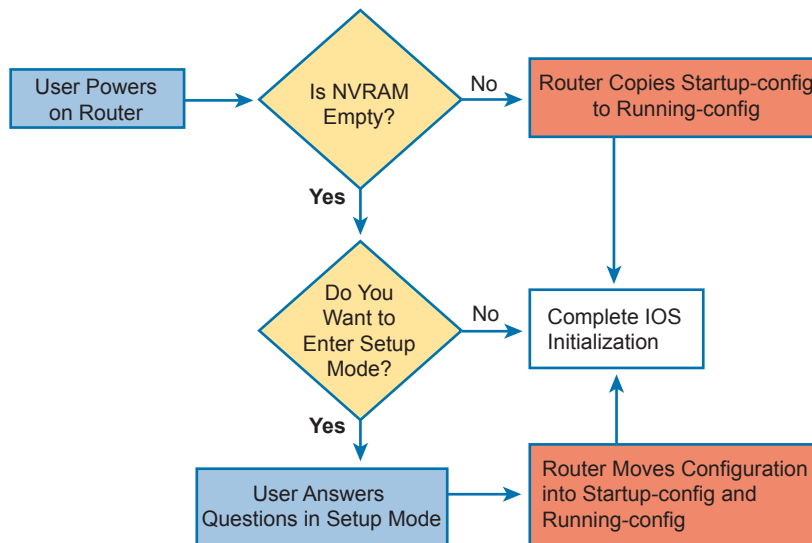 User Powers
on Router
Is NVRAM
Empty?
No
Router Copies Startup-config
to Running-config
Yes
Do You
Want to
Enter Setup
Mode?
No
Complete IOS
Initialization
Yes
User Answers
Questions in Setup Mode
Router Moves Configuration
into Startup-config and
Running-config